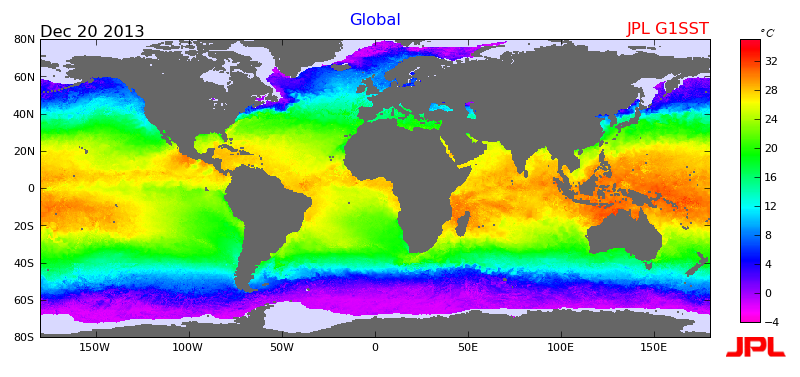 Global
Dec 20 2013
JPL G1SST
°C
80N
60N
40N
20N
0
20S
40S
60S
80S
150W
100W
50W
0
50E
100E
150E
32
28
24
20
16
12
8
4
0
−4
JPL